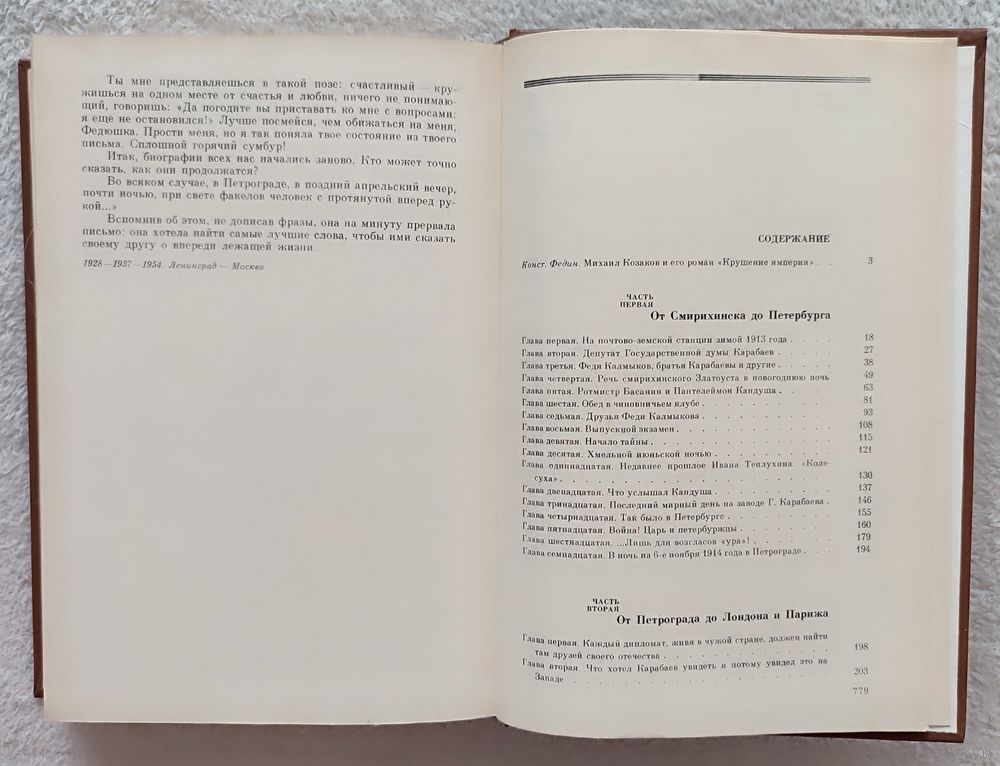 Ты мне представляешься в такой позе: счастливый — кру-
жишься на одном месте от счастья и любви, ничего не понимаю-
щий, говоришь: «Да погодите вы приставать ко мне с вопросами:
я еще не остановился!» Лучше посмейся, чем обижаться на меня,
Федюшка. Прости меня, но я так поняла твое состояние из твоего
письма. Сплошной горячий сумбур!
Итак, биографии всех нас начались заново. Кто может точно
сказать, как они продолжатся?
Во всяком случае, в Петрограде, в поздний апрельский вечер,
почти ночью, при свете факелов человек с протянутой вперед ру-
кой...»
Вспомнив об этом, не дописав фразы, она на минуту прервала
письмо: она хотела найти самые лучшие слова, чтобы ими сказать
своему другу о впереди лежащей жизни.
1928—1937—1954. Ленинград — Москва
СОДЕРЖАНИЕ
Конст. Федин. Михаил Козаков и его роман «Крушение империи» . . 3
ЧАСТЬ
ПЕРВАЯ
От Смирихинска до Петербурга
Глава первая. На почтово-земской станции зимой 1913 года . . . . 18
Глава вторая. Депутат Государственной думы Карабаев . . . . . 27
Глава третья. Федя Калмыков, братья Карабаевы и другие . . . . . 38
Глава четвертая. Речь смирихинского Златоуста в новогоднюю ночь 49
Глава пятая. Ротмистр Басанин и Пантелеймон Кандуша . . . . . 63
Глава шестая. Обед в чиновничьем клубе . . . . . . . . . . 81
Глава седьмая. Друзья Феди Калмыкова . . . . . . . . . . 93
Глава восьмая. Выпускной экзамен . . . . . . . . . . . . 108
Глава девятая. Начало тайны . . . . . . . . . . . . . . 115
Глава десятая. Хмельной июньской ночью . . . . . . . . . 121
Глава одиннадцатая. Недавнее прошлое Ивана Теплухина. «Коле-
суха» . . . . . . . . . . . . . . . . . . . . . 130
Глава двенадцатая. Что услышал Кандуша . . . . . . . . . 137
Глава тринадцатая. Последний мирный день на заводе Г. Карабаева . 146
Глава четырнадцатая. Так было в Петербурге . . . . . . . . 155
Глава пятнадцатая. Война! Царь и петербуржцы . . . . . . . 160
Глава шестнадцатая. ...Лишь для возгласов «ура»! . . . . . . 179
Глава семнадцатая. В ночь на 6-е ноября 1914 года в Петрограде . . . 194
ЧАСТЬ
ВТОРАЯ
От Петрограда до Лондона и Парижа
Глава первая. Каждый дипломат, живя в чужой стране, должен найти
там друзей своего отечества . . . . . . . . . . . . . 198
Глава вторая. Что хотел Карабаев увидеть и потому увидел это на
Западе . . . . . . . . . . . . . . . . . . . . 203
779